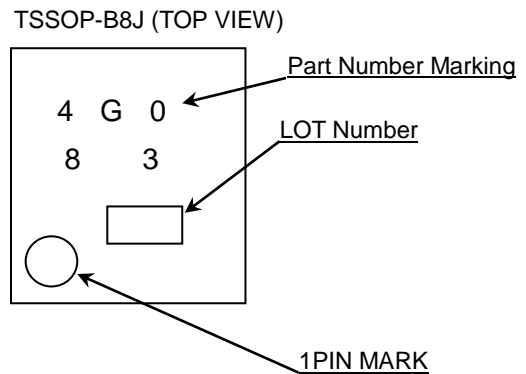 TSSOP-B8J (TOP VIEW)
Part Number Marking
4 G 0
LOT Number
8 3
1PIN MARK